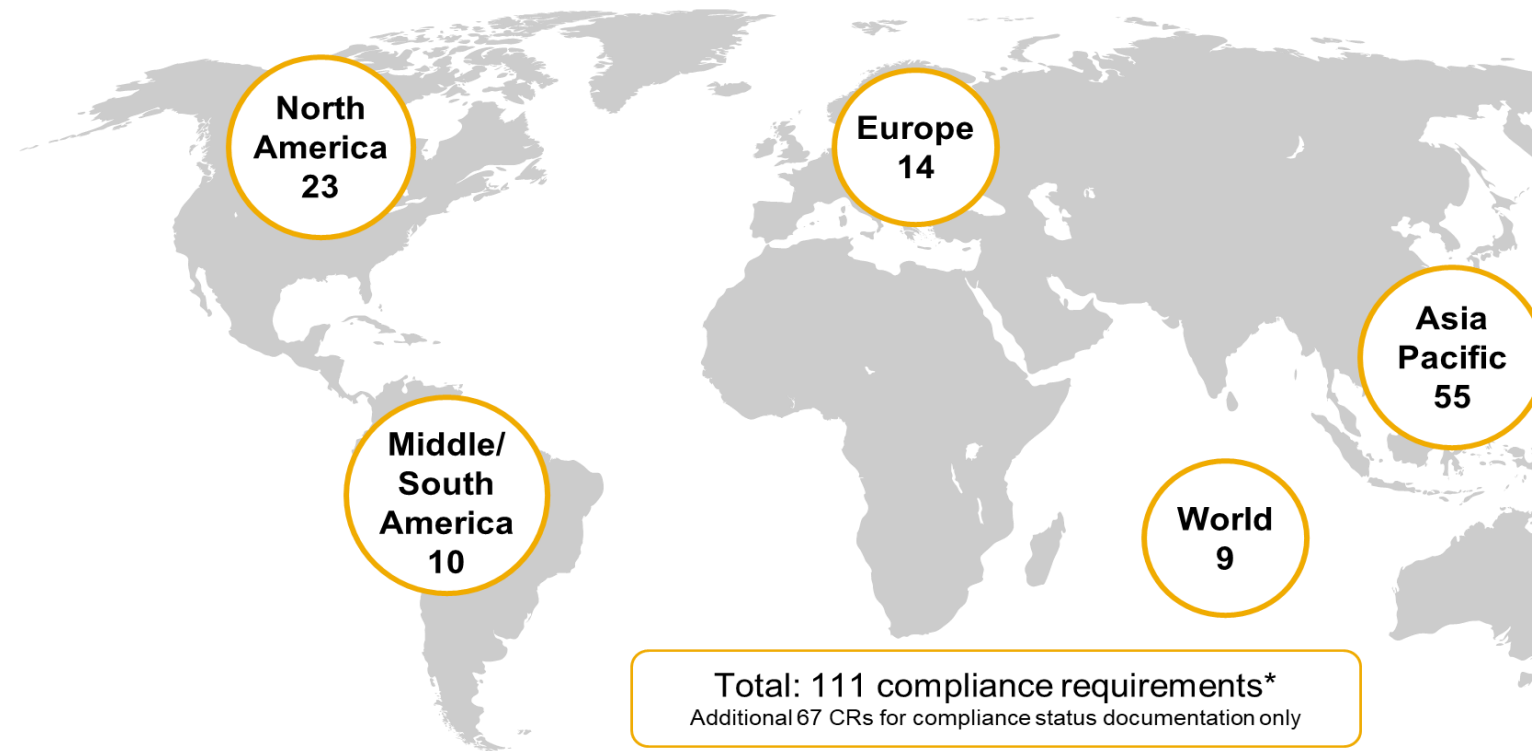 North
America
23
Europe
14
Asia
Pacific
55
Middle/
South
America
10
World
9
Total: 111 compliance requirements*
Additional 67 CRs for compliance status documentation only